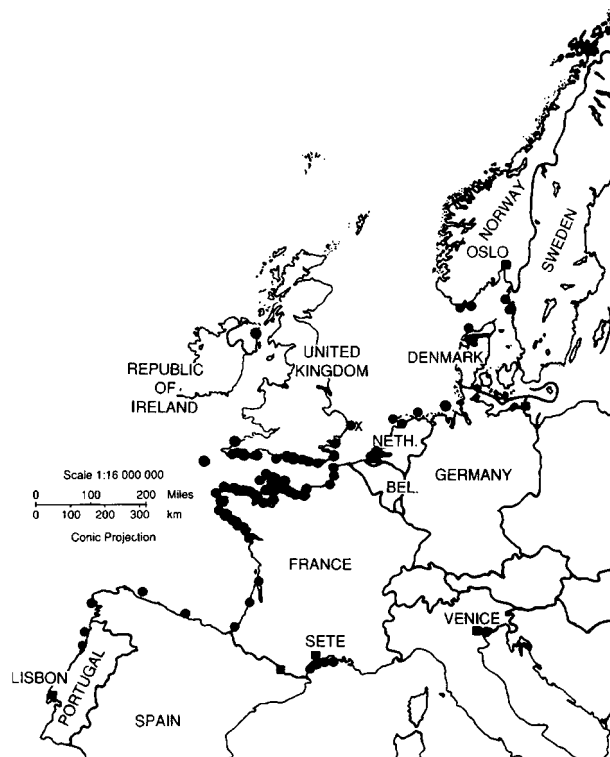 NORWAY
OSLO
SWEDEN
DENMARK
UNITED
KINGDOM
REPUBLIC
OF
IRELAND
X
NETH.
Scale 1:16 000 000
0 100 200 Miles
0 100 200 300 km
Conic Projection
BEL.
GERMANY
FRANCE
VENICE
SETE
LISBON
PORTUGAL
SPAIN